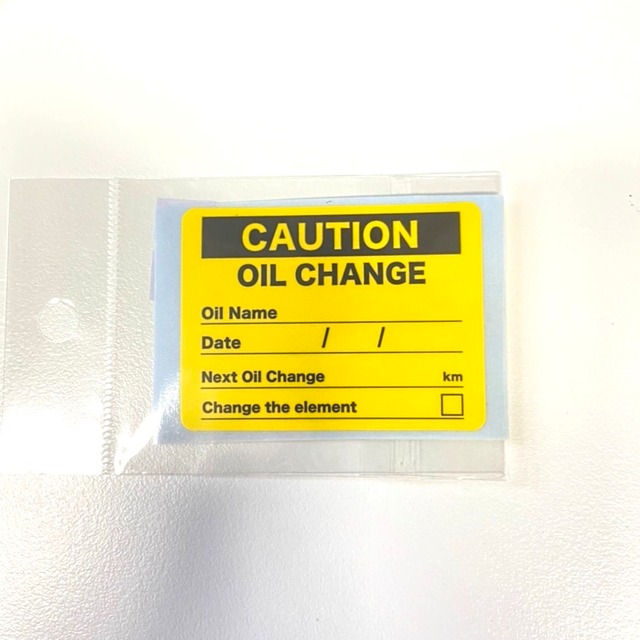 CAUTION
OIL CHANGE
Oil Name
Date / /
Next Oil Change km
Change the element